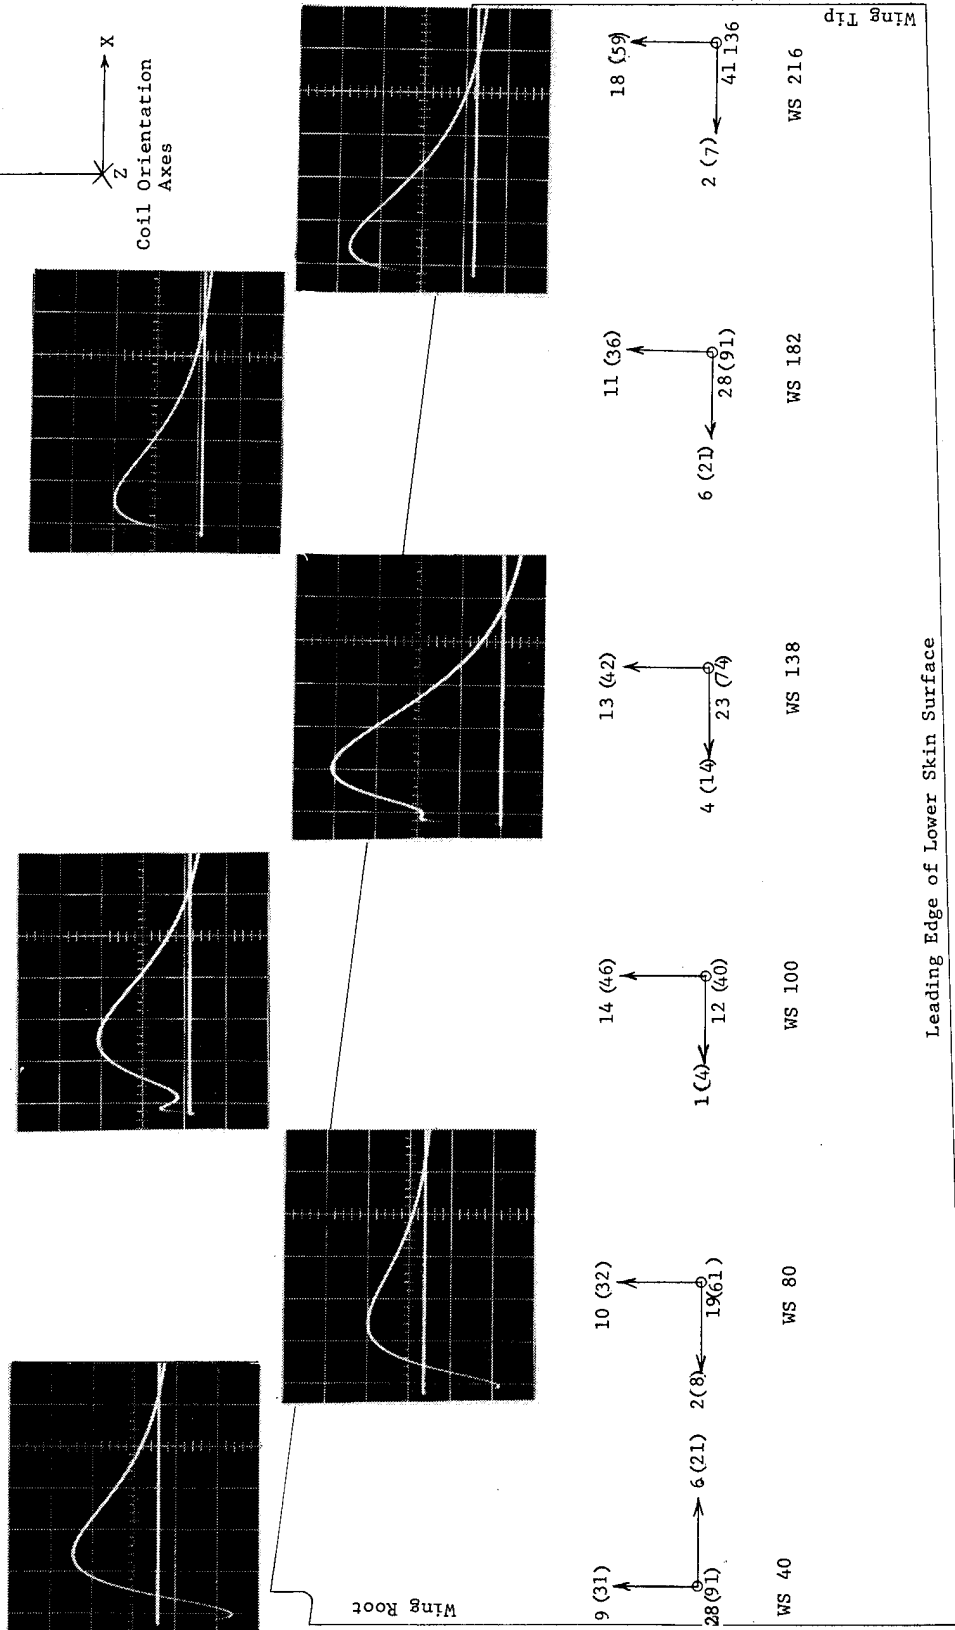 X
Z
Coil Orientation
Axes
Wing Tip
18 (59)
2 (7)
41 136
WS 216
11 (36)
6 (21)
28 (91)
WS 182
13 (42)
4 (14)
23 (74)
WS 138
14 (46)
1 (4)
12 (40)
WS 100
10 (32)
2 (8)
19 (61)
WS 80
9 (31)
6 (21)
28 (91)
WS 40
Wing Root
Leading Edge of Lower Skin Surface